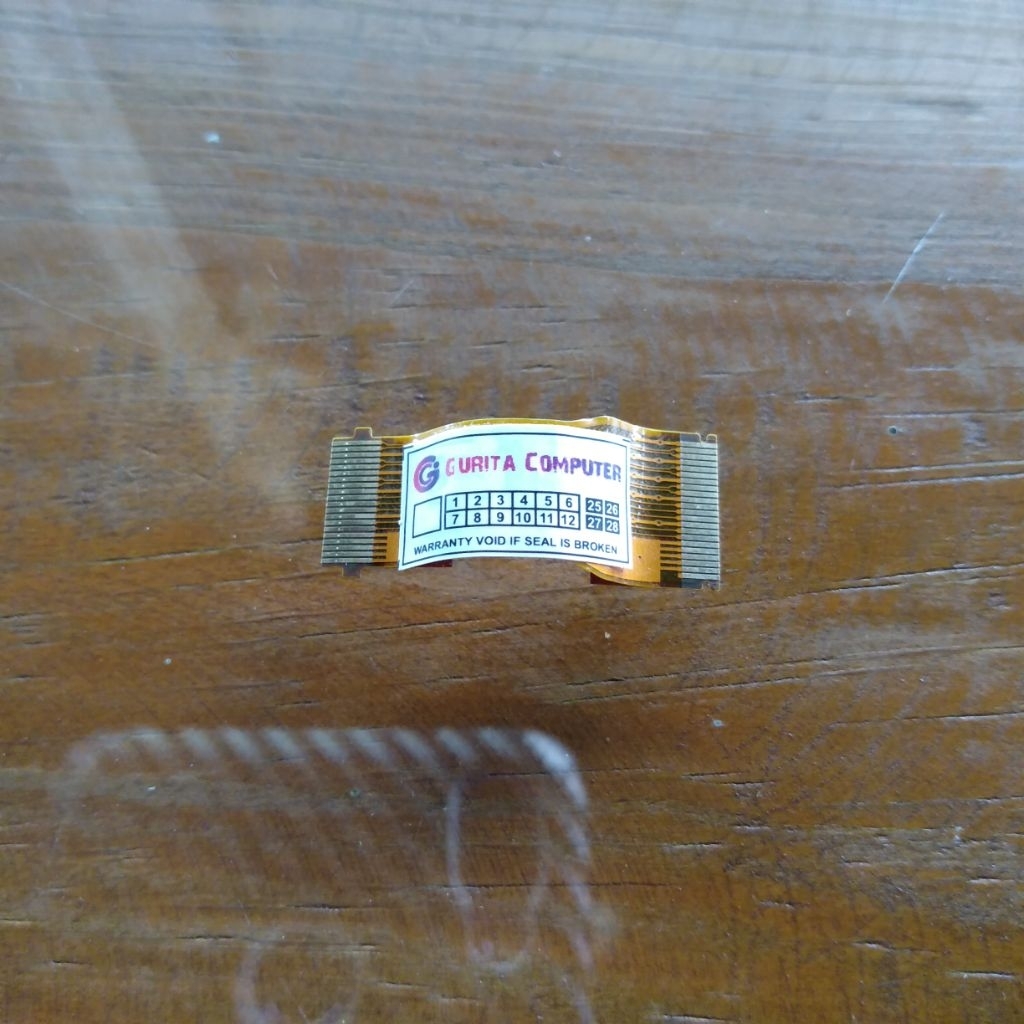 GURITA COMPUTER
1 2 3 4 5 6 25 26
7 8 9 10 11 12 27 28
WARRANTY VOID IF SEAL IS BROKEN